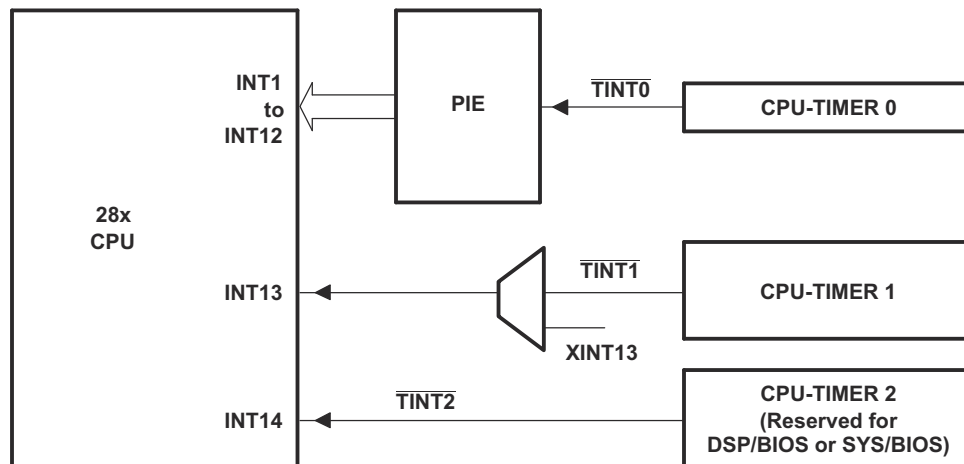 INT1
to
INT12
PIE
TINT0
CPU-TIMER 0
28x
CPU
INT13
TINT1
XINT13
CPU-TIMER 1
INT14
TINT2
CPU-TIMER 2
(Reserved for
DSP/BIOS or SYS/BIOS)